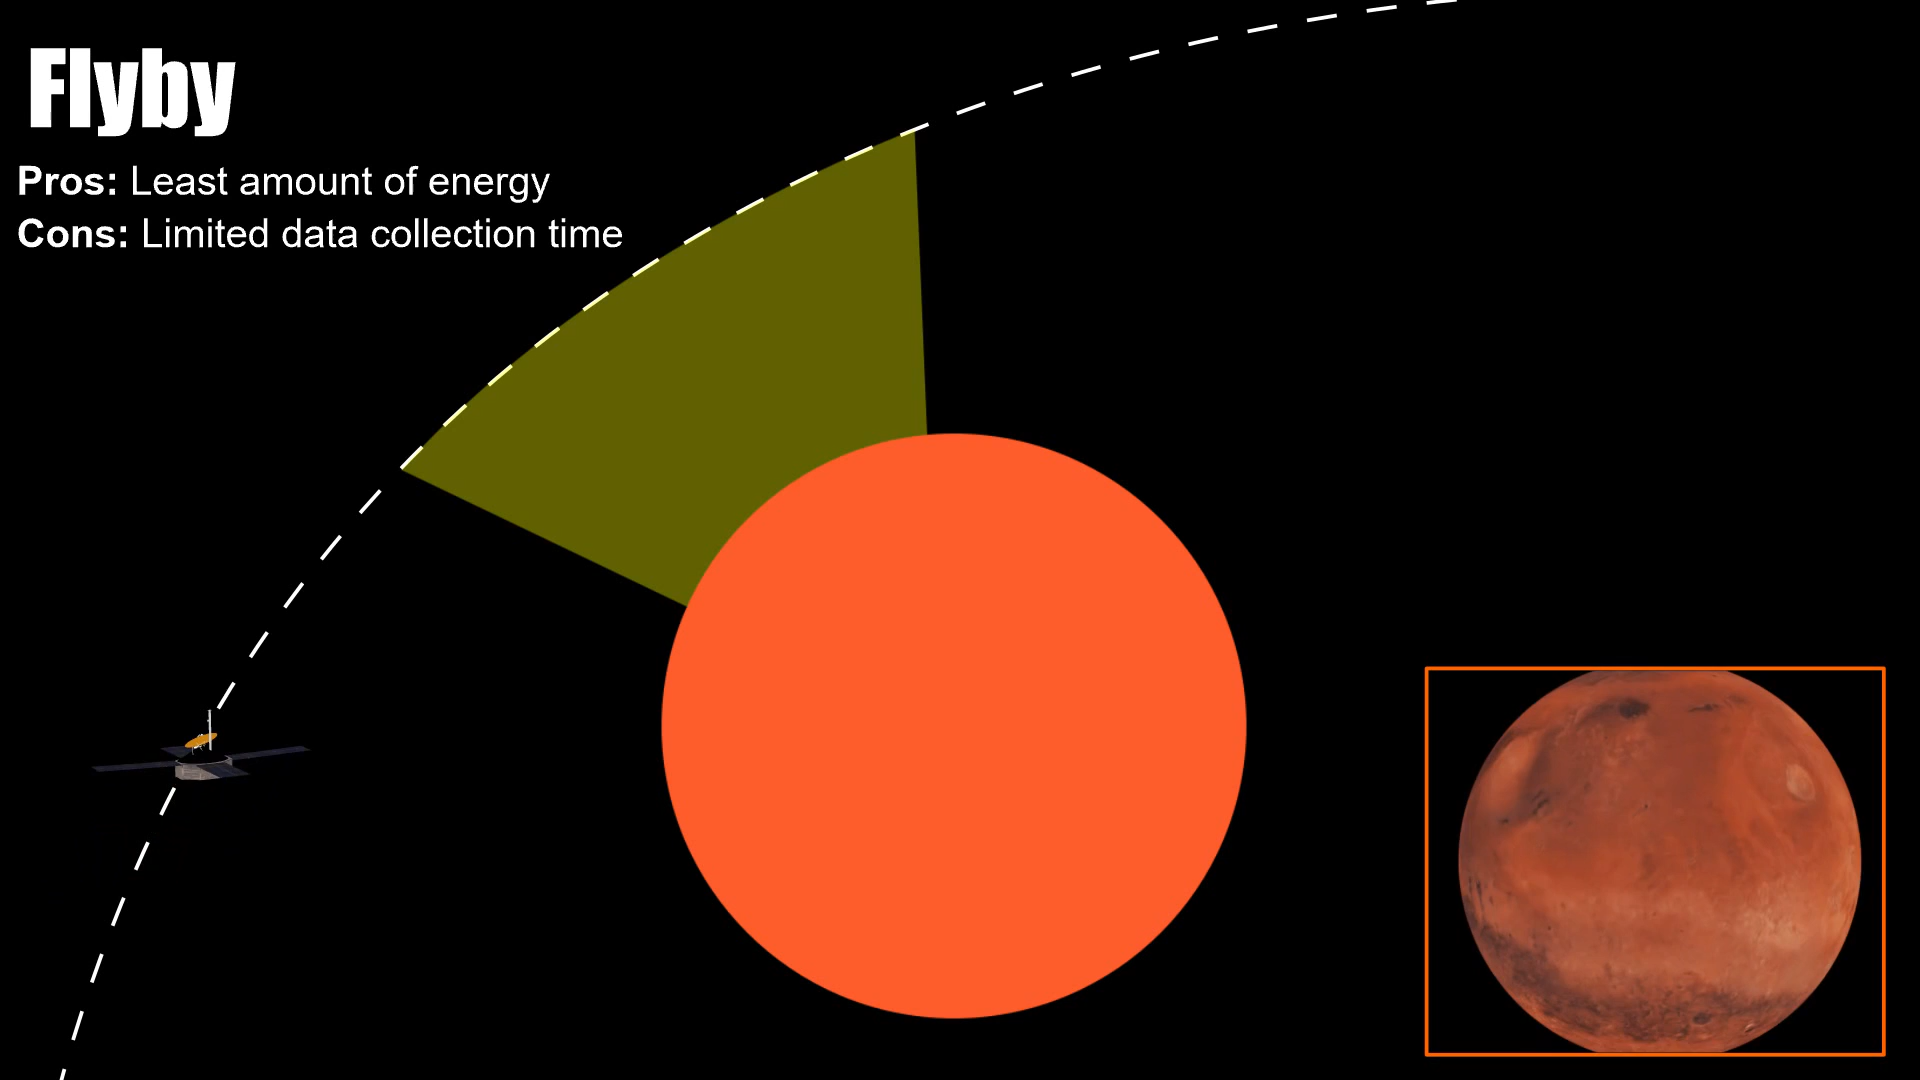 Flyby
Pros: Least amount of energy
Cons: Limited data collection time